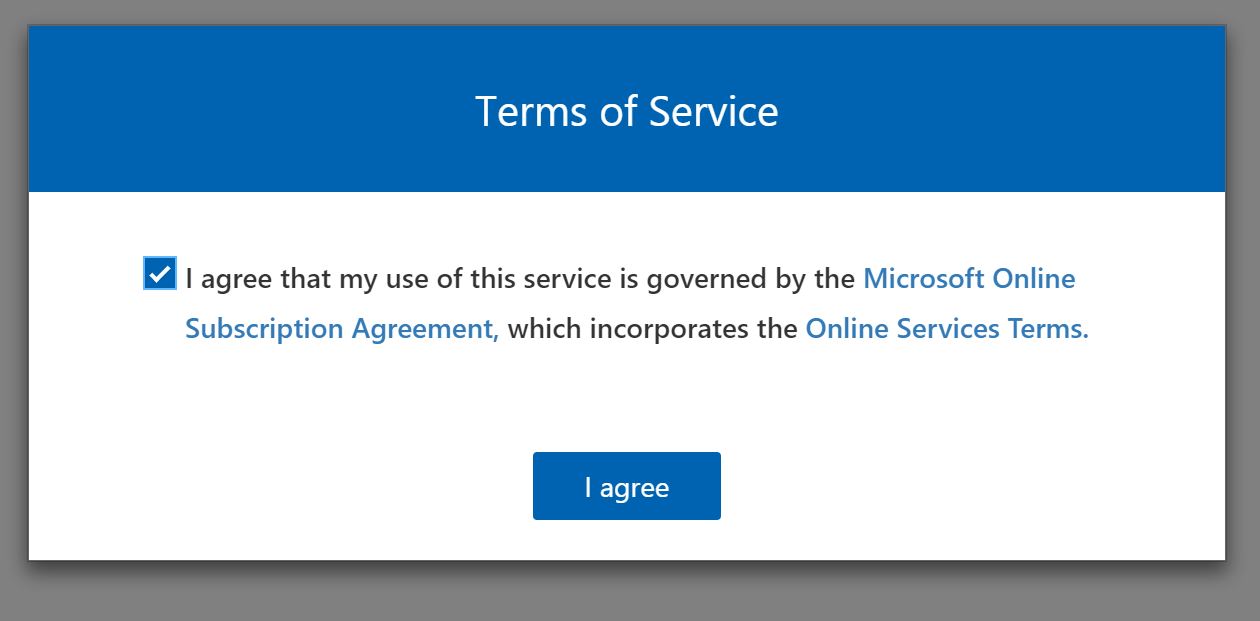 Terms of Service
I agree that my use of this service is governed by the Microsoft Online
Subscription Agreement, which incorporates the Online Services Terms.
I agree